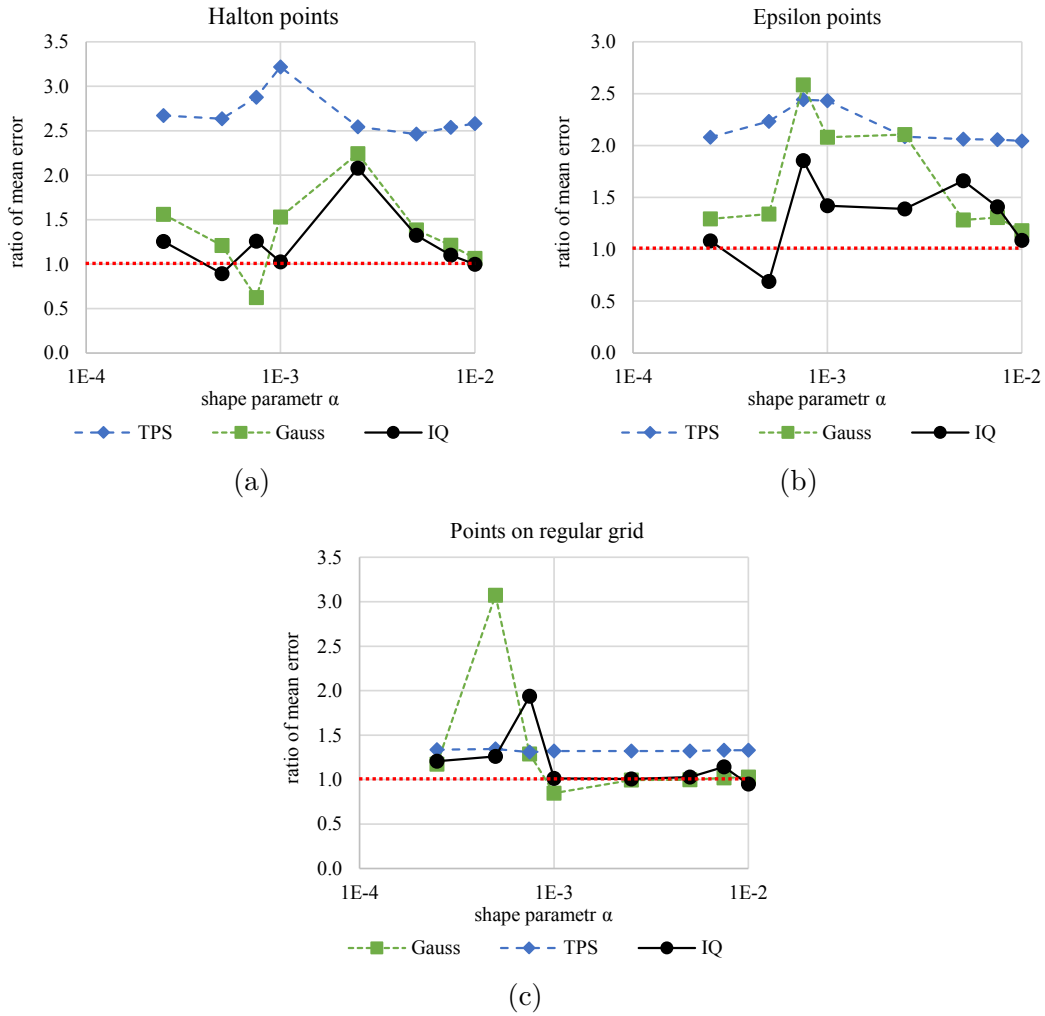 Halton points
3.5
3.0
2.5
2.0
1.5
1.0
0.5
0.0
ratio of mean error
1E-4 1E-3 1E-2
shape parametr α
TPS Gauss IQ
(a)
Epsilon points
3.0
2.5
2.0
1.5
1.0
0.5
0.0
ratio of mean error
1E-4 1E-3 1E-2
shape parametr α
TPS Gauss IQ
(b)
Points on regular grid
3.5
3.0
2.5
2.0
1.5
1.0
0.5
0.0
ratio of mean error
1E-4 1E-3 1E-2
shape parametr α
Gauss TPS IQ
(c)